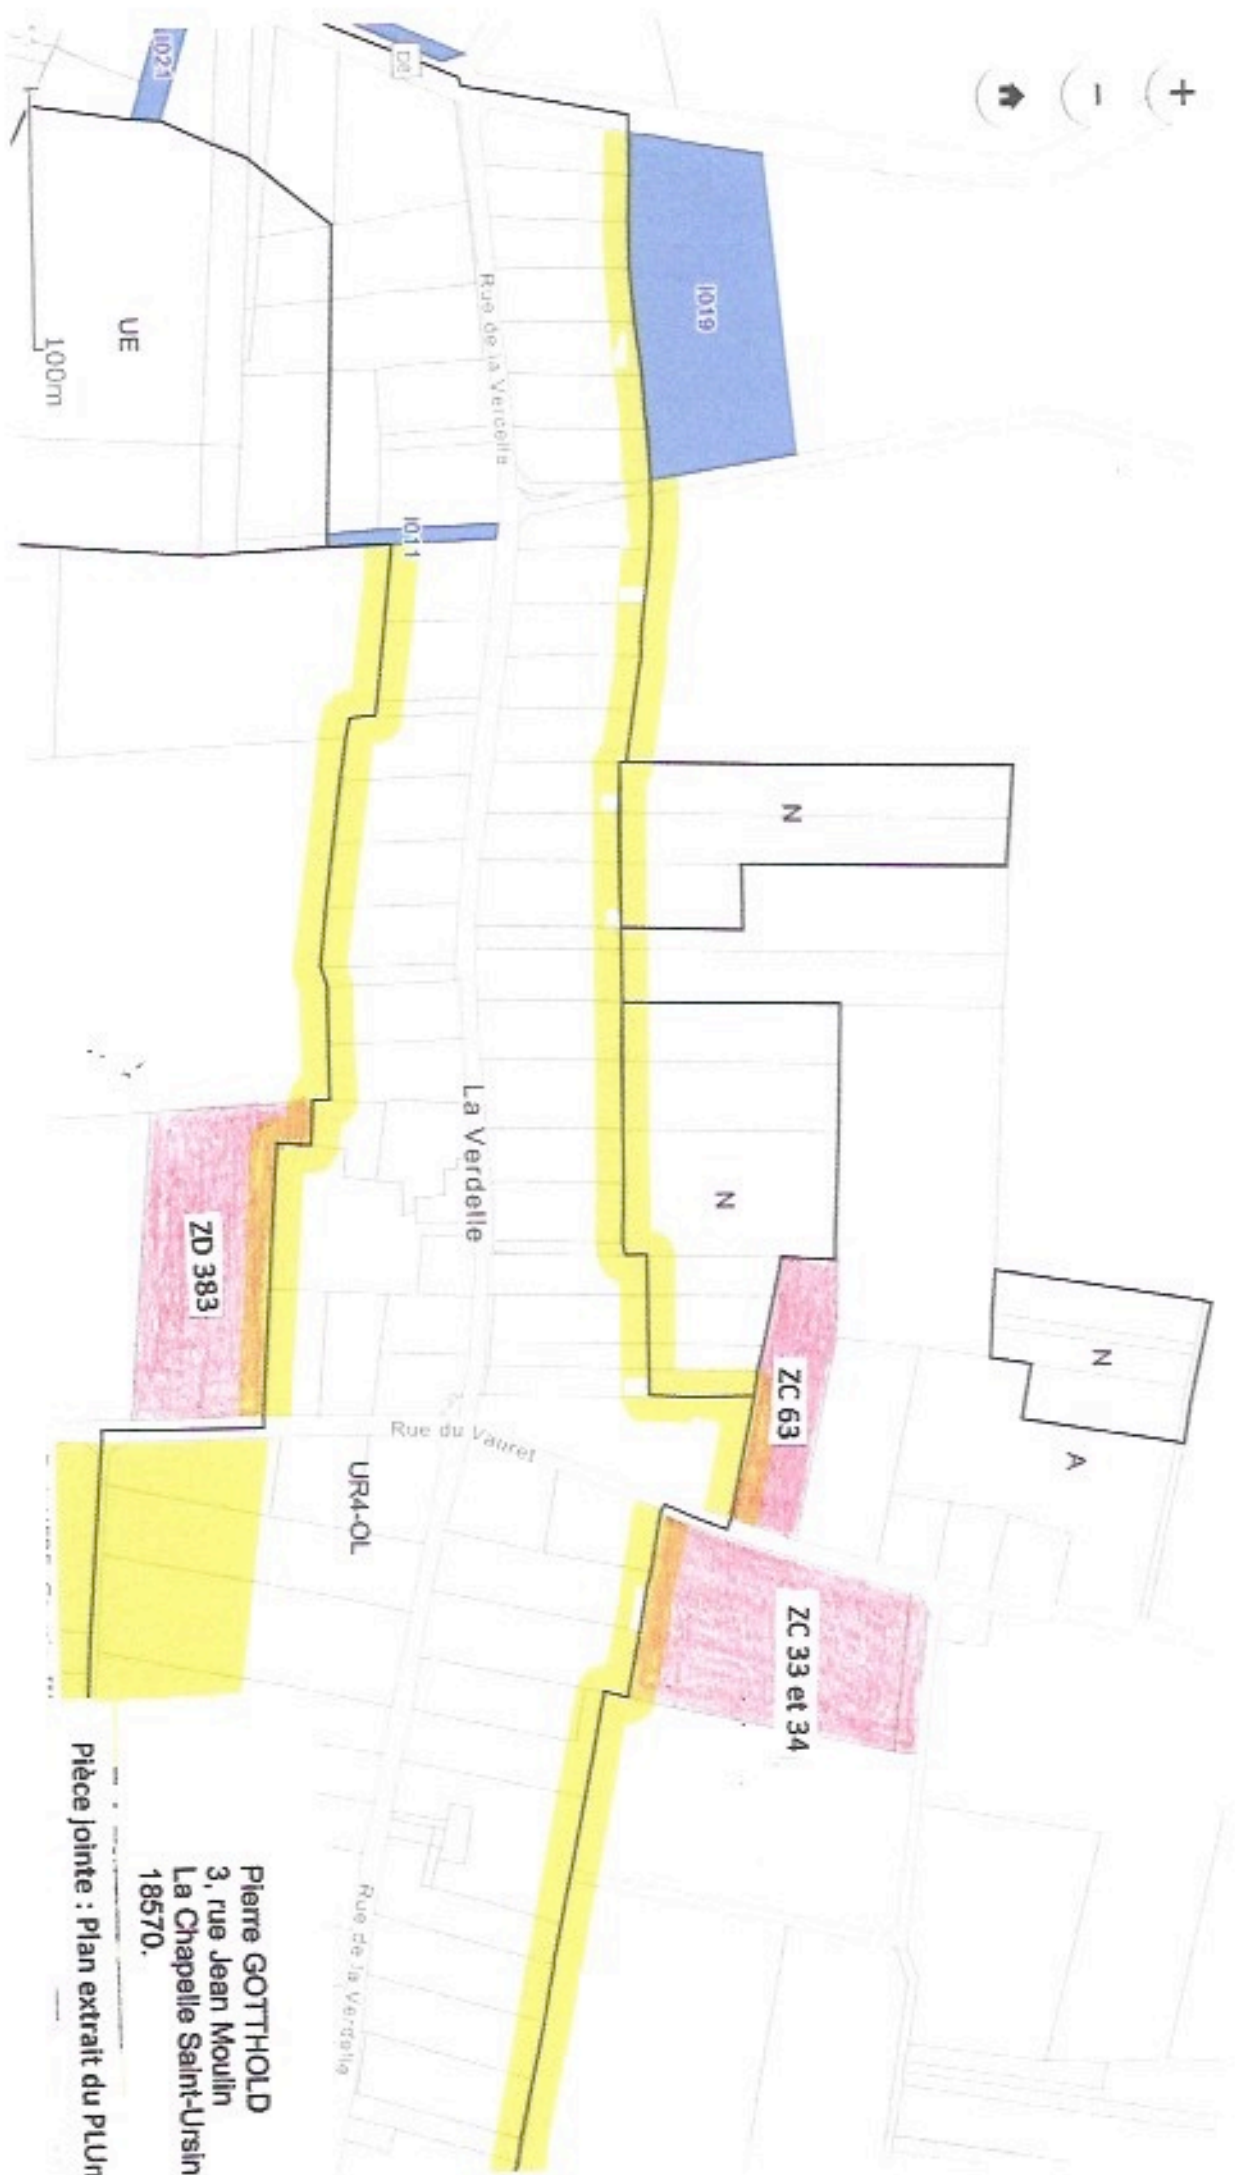 +
−
D8
I021
I019
UE
100m
Rue de la Verdelle
I011
N
La Verdelle
N
N
A
ZD 383
ZC 63
Rue du Vauret
UR4-OL
ZC 33 et 34
Rue de la Verdelle
Pierre GOTTHOLD
3, rue Jean Moulin
La Chapelle Saint-Ursin
18570.
Pièce jointe : Plan extrait du PLU